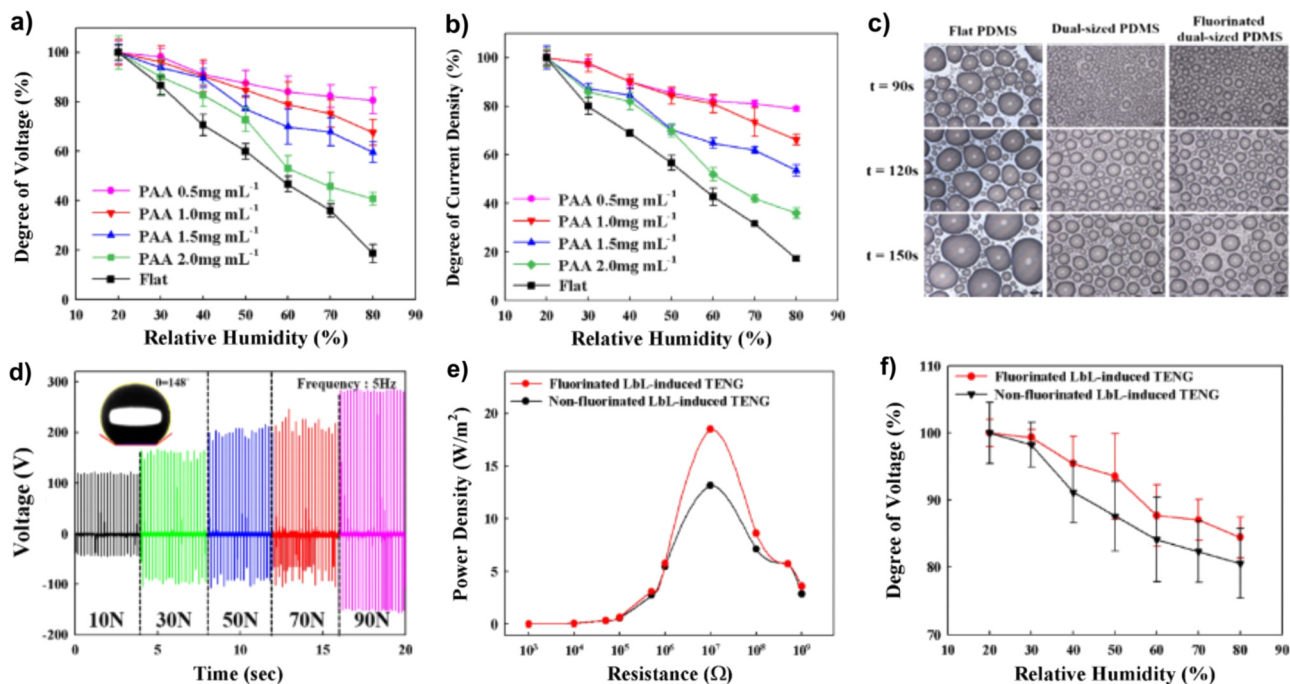 a)
Degree of Voltage (%)
100
80
60
40
20
0
PAA 0.5mg mL⁻¹
PAA 1.0mg mL⁻¹
PAA 1.5mg mL⁻¹
PAA 2.0mg mL⁻¹
Flat
10 20 30 40 50 60 70 80 90
Relative Humidity (%)
b)
Degree of Current Density (%)
100
80
60
40
20
0
PAA 0.5mg mL⁻¹
PAA 1.0mg mL⁻¹
PAA 1.5mg mL⁻¹
PAA 2.0mg mL⁻¹
Flat
10 20 30 40 50 60 70 80 90
Relative Humidity (%)
c)
Flat PDMS
Dual-sized PDMS
Fluorinated
dual-sized PDMS
t = 90s
t = 120s
t = 150s
d)
Voltage (V)
300
200
100
0
-100
-200
θ=148°
Frequency : 5Hz
10N 30N 50N 70N 90N
0 5 10 15 20
Time (sec)
e)
Power Density (W/m²)
20
15
10
5
0
Fluorinated LbL-induced TENG
Non-fluorinated LbL-induced TENG
10³ 10⁴ 10⁵ 10⁶ 10⁷ 10⁸ 10⁹
Resistance (Ω)
f)
Degree of Voltage (%)
110
100
90
80
70
Fluorinated LbL-induced TENG
Non-fluorinated LbL-induced TENG
10 20 30 40 50 60 70 80 90
Relative Humidity (%)